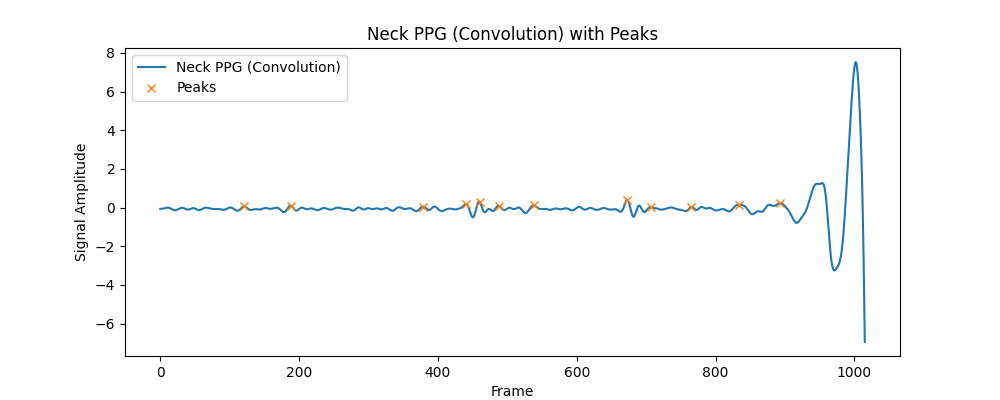 Neck PPG (Convolution) with Peaks
Neck PPG (Convolution)
Peaks
Signal Amplitude
8
6
4
2
0
−2
−4
−6
0 200 400 600 800 1000
Frame